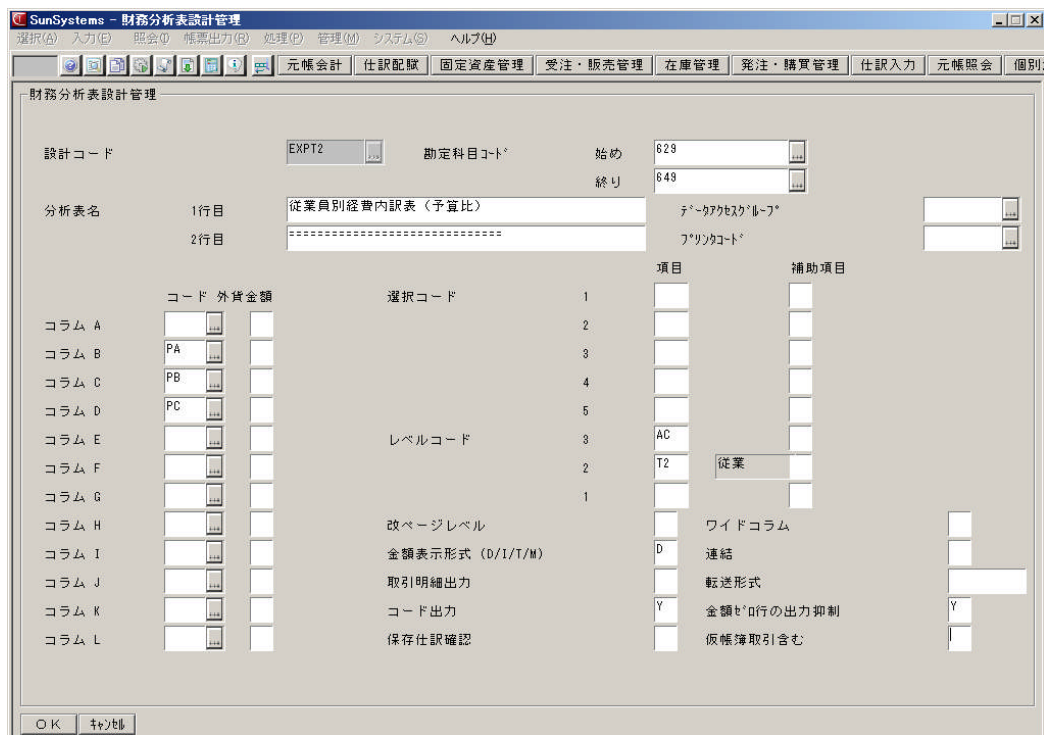 SunSystems - 財務分析表設計管理
選択(A) 入力(E) 照会(I) 帳票出力(R) 処理(P) 管理(M) システム(S) ヘルプ(H)
元帳会計 仕訳配賦 固定資産管理 受注・販売管理 在庫管理 発注・購買管理 仕訳入力 元帳照会 個別
財務分析表設計管理
設計コード EXPT2 ... 勘定科目ｺｰﾄﾞ 始め 629 ...
終り 649 ...
分析表名 1行目 従業員別経費内訳表（予算比） ﾃﾞｰﾀｱｸｾｽｸﾞﾙｰﾌﾟ ...
2行目 ============================== ﾌﾟﾘﾝﾀｺｰﾄﾞ ...
項目 補助項目
コード 外貨金額 選択コード 1
コラム A ... 2
コラム B PA ... 3
コラム C PB ... 4
コラム D PC ... 5
コラム E ... レベルコード 3 AC
コラム F ... 2 T2 従業
コラム G ... 1
コラム H ... 改ページレベル ワイドコラム
コラム I ... 金額表示形式 (D/I/T/M) D 連結
コラム J ... 取引明細出力 転送形式
コラム K ... コード出力 Y 金額ｾﾞﾛ行の出力抑制 Y
コラム L ... 保存仕訳確認 仮帳簿取引含む
ＯＫ ｷｬﾝｾﾙ